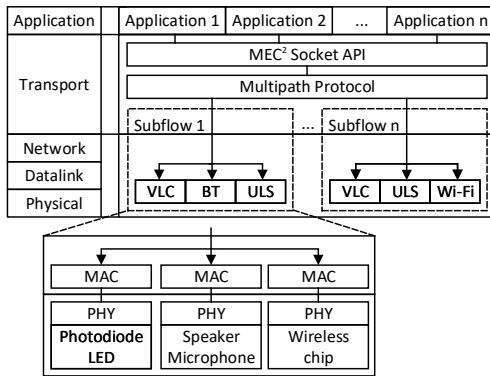 Application
Application 1
Application 2
...
Application n
Transport
MEC² Socket API
Multipath Protocol
Subflow 1
...
Subflow n
Network
Datalink
Physical
VLC
BT
ULS
VLC
ULS
Wi-Fi
MAC
MAC
MAC
PHY
PHY
PHY
Photodiode
LED
Speaker
Microphone
Wireless
chip